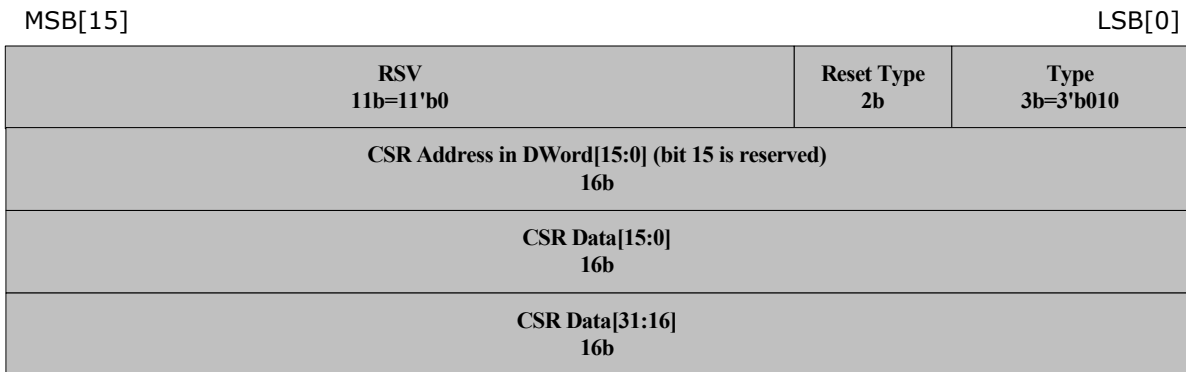 MSB[15] LSB[0]
RSV Reset Type Type
11b=11'b0 2b 3b=3'b010
CSR Address in DWord[15:0] (bit 15 is reserved)
16b
CSR Data[15:0]
16b
CSR Data[31:16]
16b